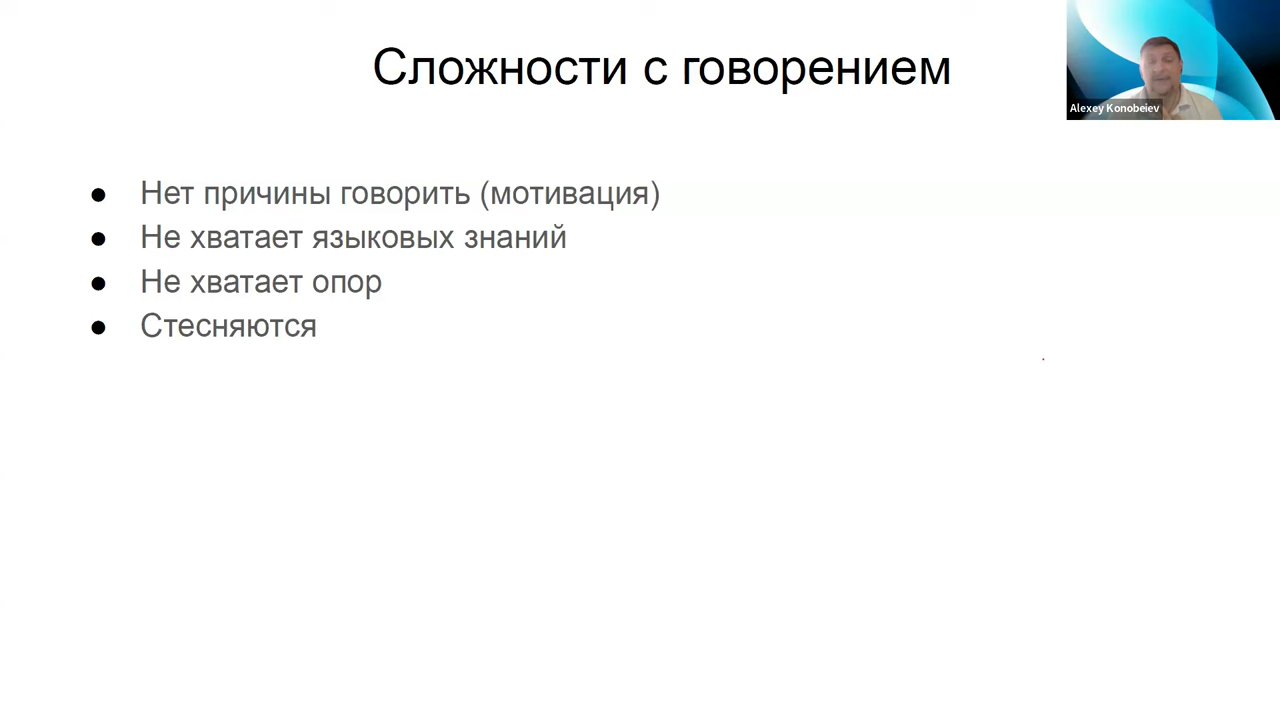 Сложности с говорением
Alexey Konobeiev
● Нет причины говорить (мотивация)
● Не хватает языковых знаний
● Не хватает опор
● Стесняются